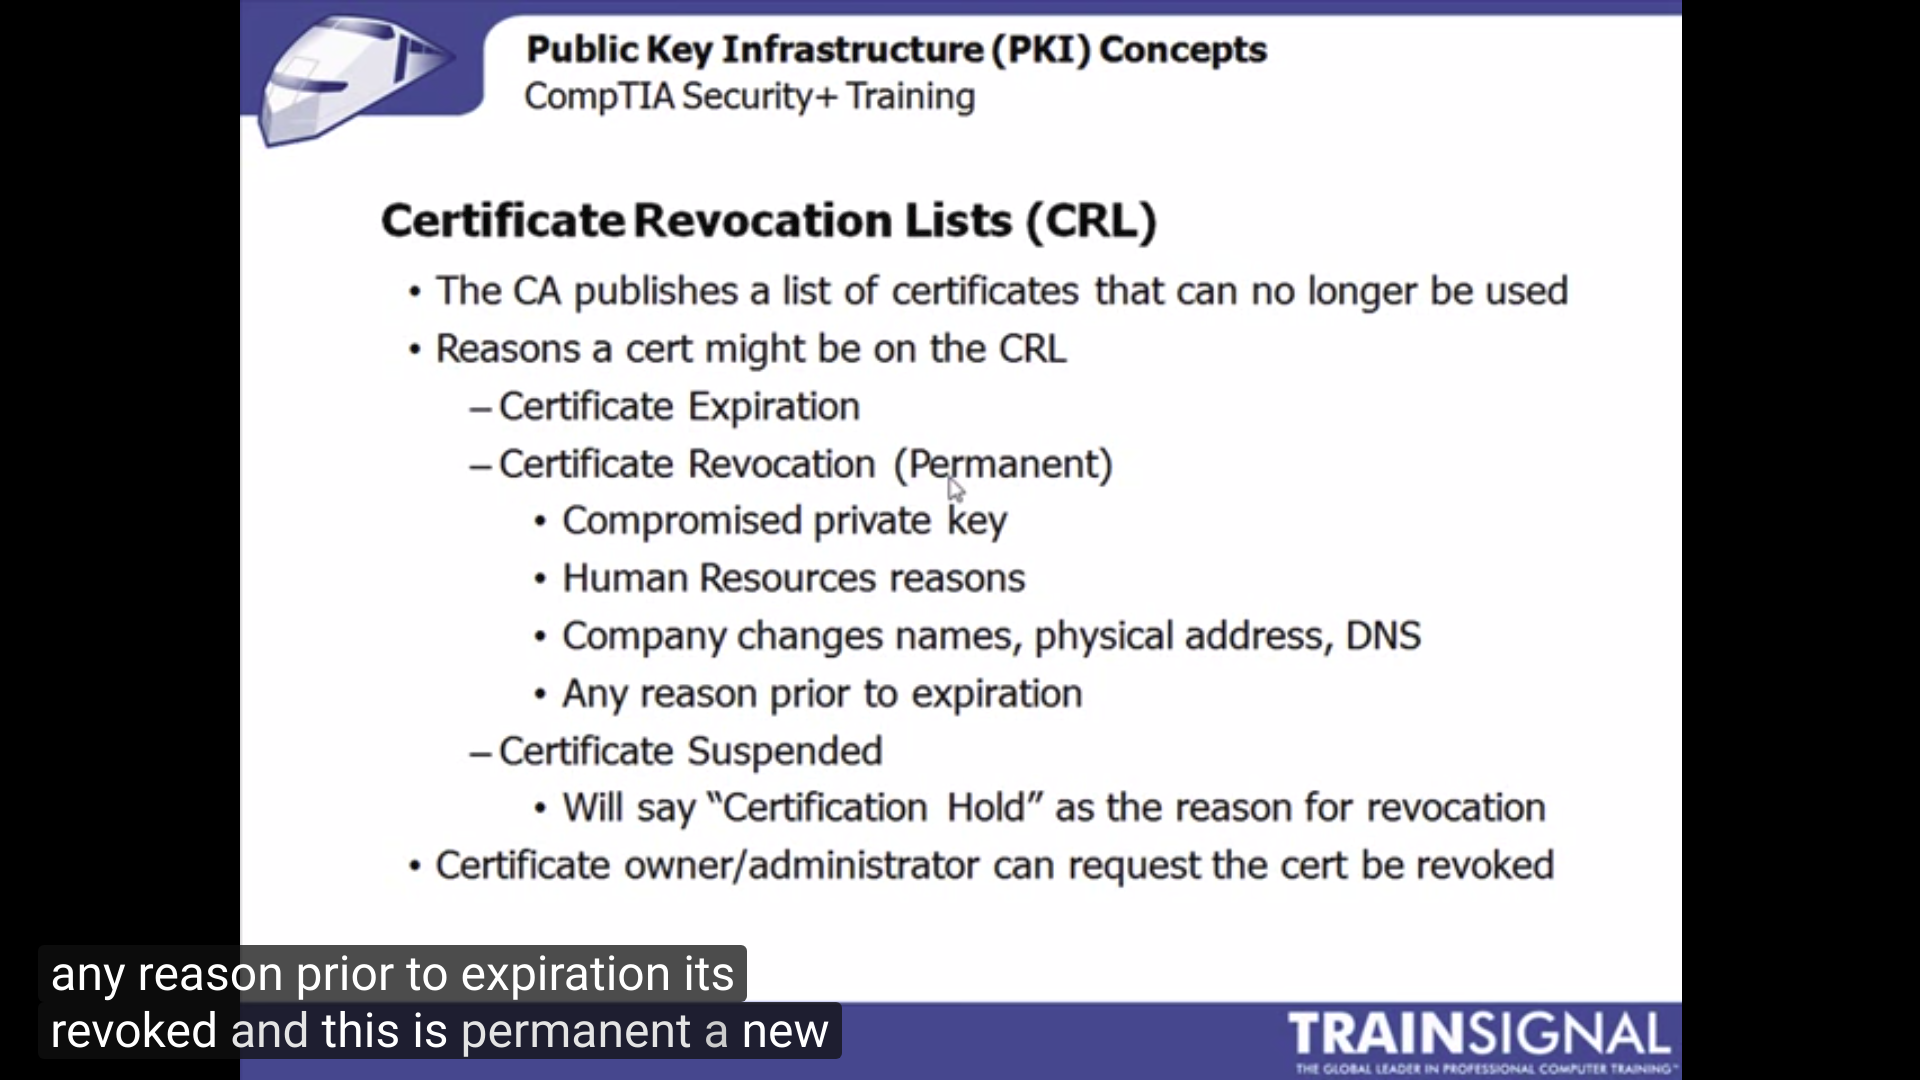 Public Key Infrastructure (PKI) Concepts
CompTIA Security+ Training
Certificate Revocation Lists (CRL)
• The CA publishes a list of certificates that can no longer be used
• Reasons a cert might be on the CRL
– Certificate Expiration
– Certificate Revocation (Permanent)
• Compromised private key
• Human Resources reasons
• Company changes names, physical address, DNS
• Any reason prior to expiration
– Certificate Suspended
• Will say “Certification Hold” as the reason for revocation
• Certificate owner/administrator can request the cert be revoked
any reason prior to expiration its
revoked and this is permanent a new
TRAINSIGNAL
THE GLOBAL LEADER IN PROFESSIONAL COMPUTER TRAINING™